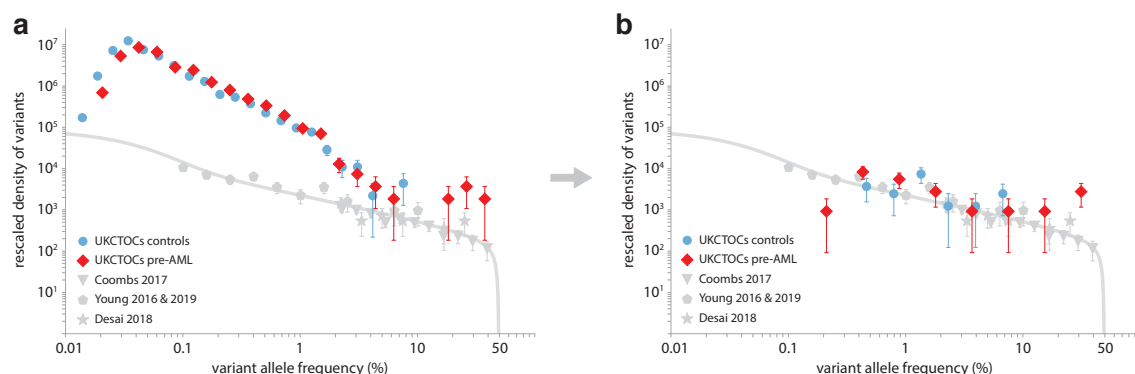 a
rescaled density of variants
10⁷
10⁶
10⁵
10⁴
10³
10²
10¹
UKCTOCs controls
UKCTOCs pre-AML
Coombs 2017
Young 2016 & 2019
Desai 2018
0.01
0.1
1
10
50
variant allele frequency (%)
b
rescaled density of variants
10⁷
10⁶
10⁵
10⁴
10³
10²
10¹
UKCTOCs controls
UKCTOCs pre-AML
Coombs 2017
Young 2016 & 2019
Desai 2018
0.01
0.1
1
10
50
variant allele frequency (%)